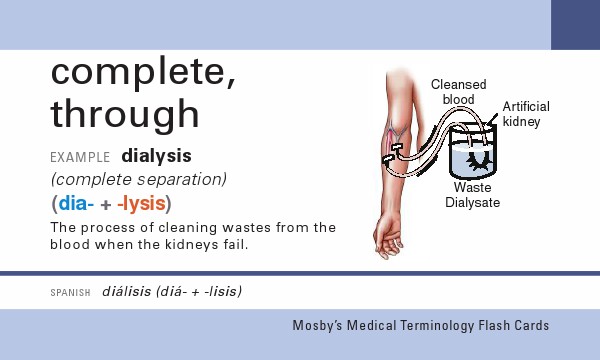 complete,
through
EXAMPLE dialysis
(complete separation)
(dia- + -lysis)
The process of cleaning wastes from the
blood when the kidneys fail.
Cleansed
blood
Artificial
kidney
Waste
Dialysate
SPANISH diálisis (diá- + -lisis)
Mosby's Medical Terminology Flash Cards